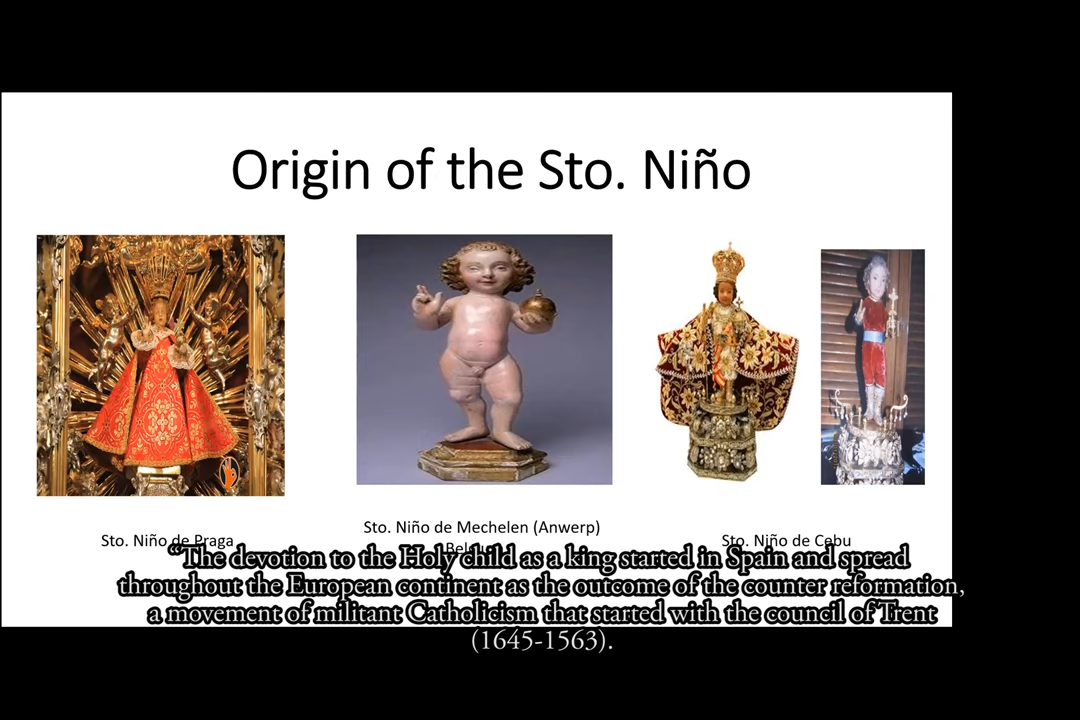 Origin of the Sto. Niño
Sto. Niño de Praga
Sto. Niño de Mechelen (Anwerp)
Sto. Niño de Cebu
“The devotion to the Holy child as a king started in Spain and spread
throughout the European continent as the outcome of the counter reformation,
a movement of militant Catholicism that started with the council of Trent
(1645-1563).